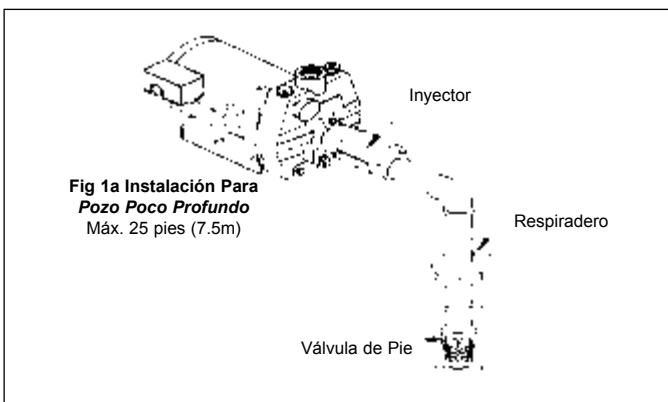 Inyector
Fig 1a Instalación Para
Pozo Poco Profundo
Máx. 25 pies (7.5m)
Respiradero
Válvula de Pie